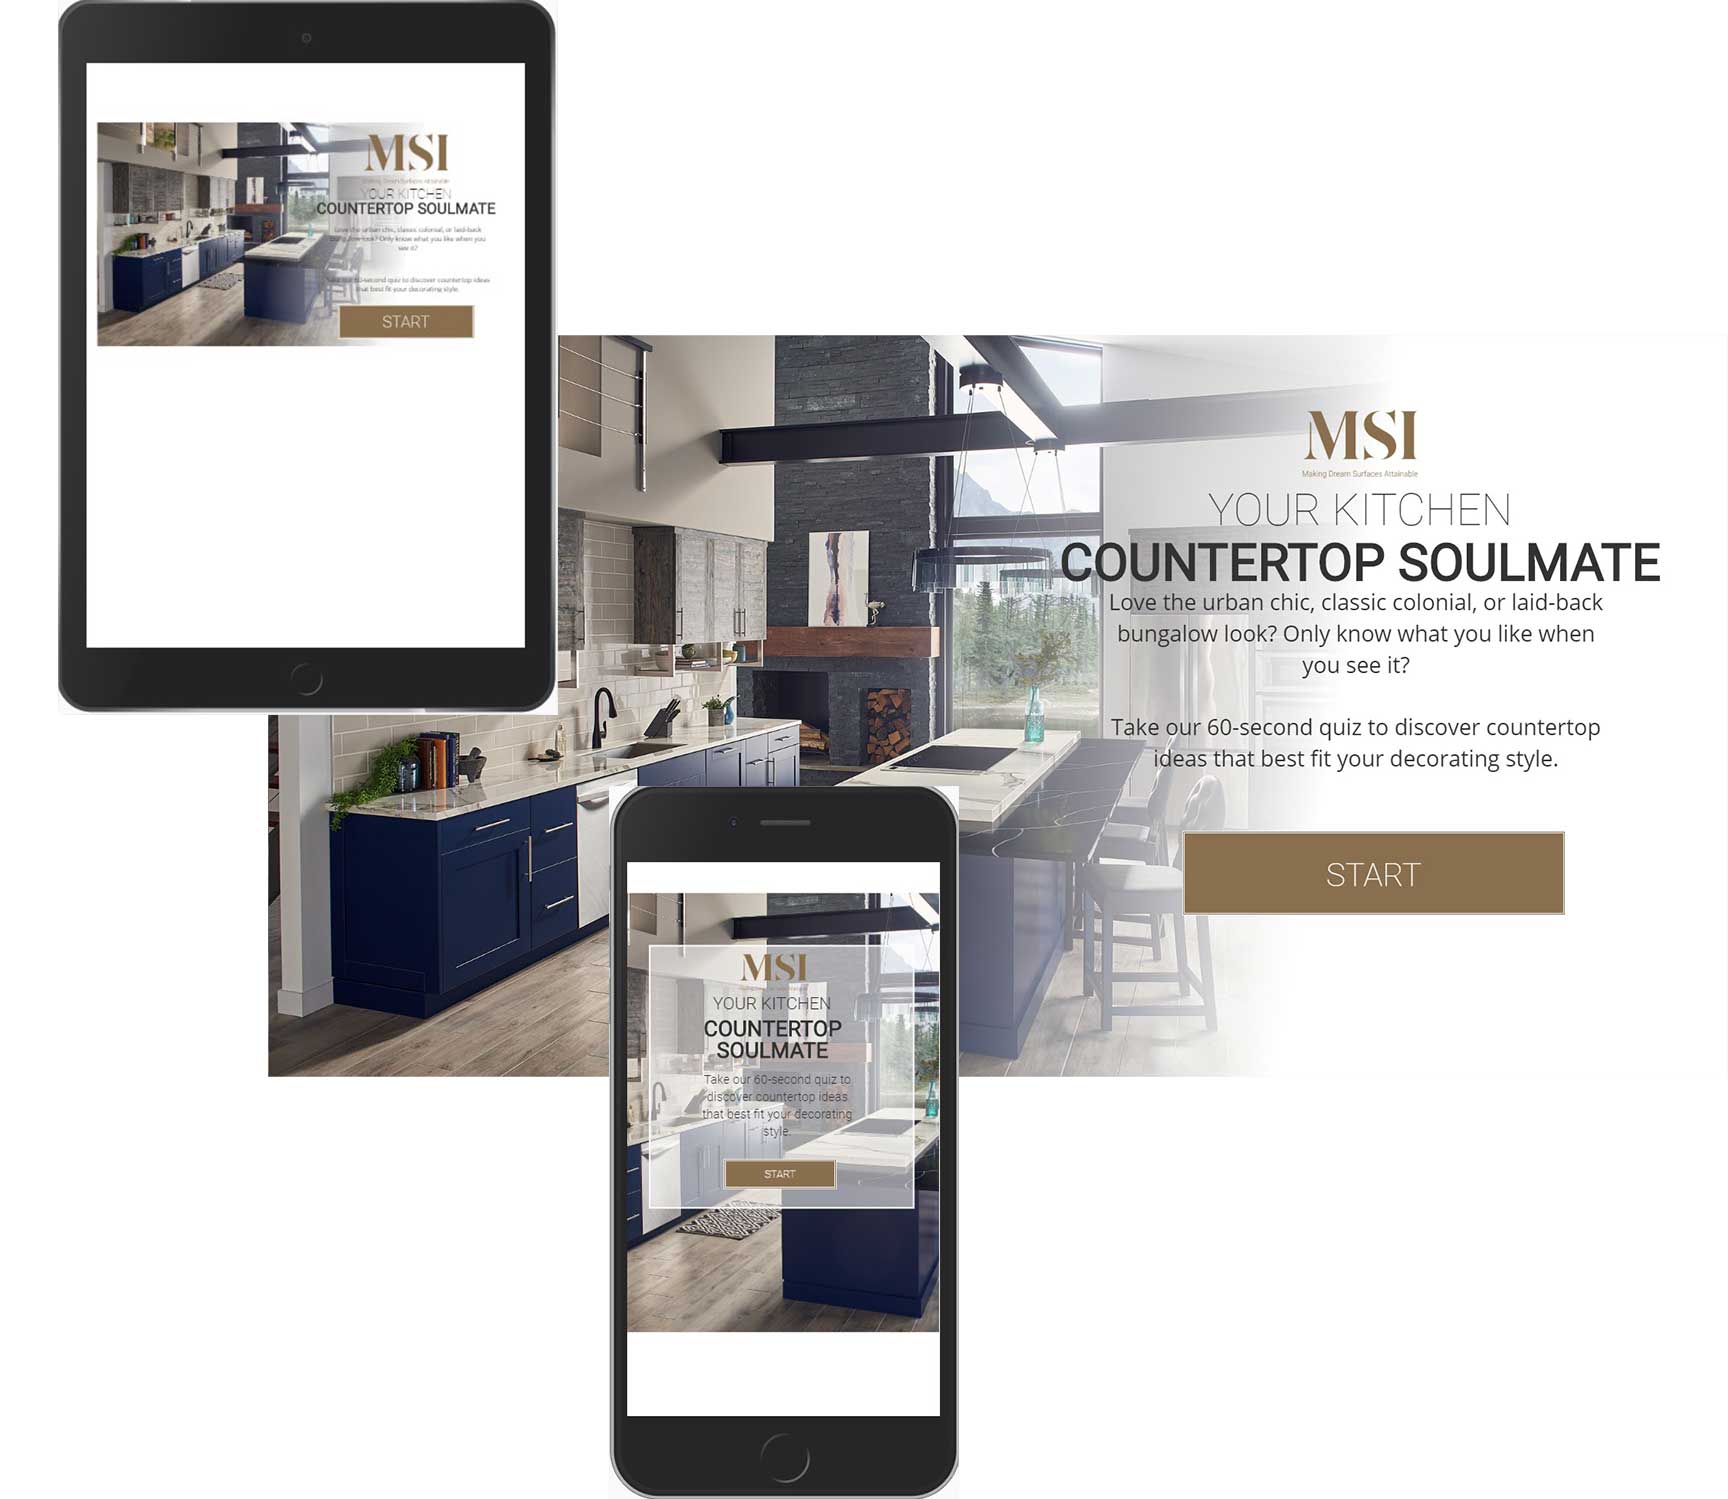 MSI
Making Dream Surfaces Attainable
YOUR KITCHEN
COUNTERTOP SOULMATE
Love the urban chic, classic colonial, or laid-back
bungalow look? Only know what you like when you
see it?
Take our 60-second quiz to discover countertop ideas
that best fit your decorating style.
START
MSI
Making Dream Surfaces Attainable
YOUR KITCHEN
COUNTERTOP SOULMATE
Love the urban chic, classic colonial, or laid-back
bungalow look? Only know what you like when
you see it?
Take our 60-second quiz to discover countertop
ideas that best fit your decorating style.
START
MSI
YOUR KITCHEN
COUNTERTOP
SOULMATE
Take our 60-second quiz to
discover countertop ideas
that best fit your decorating
style.
START